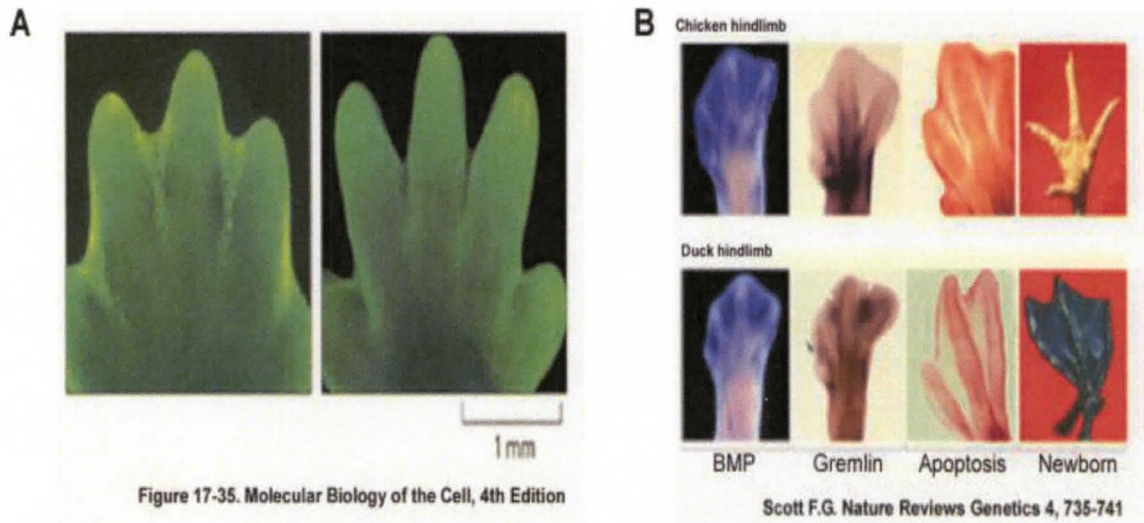 A
1 mm
Figure 17-35. Molecular Biology of the Cell, 4th Edition
B
Chicken hindlimb
Duck hindlimb
BMP Gremlin Apoptosis Newborn
Scott F.G. Nature Reviews Genetics 4, 735-741